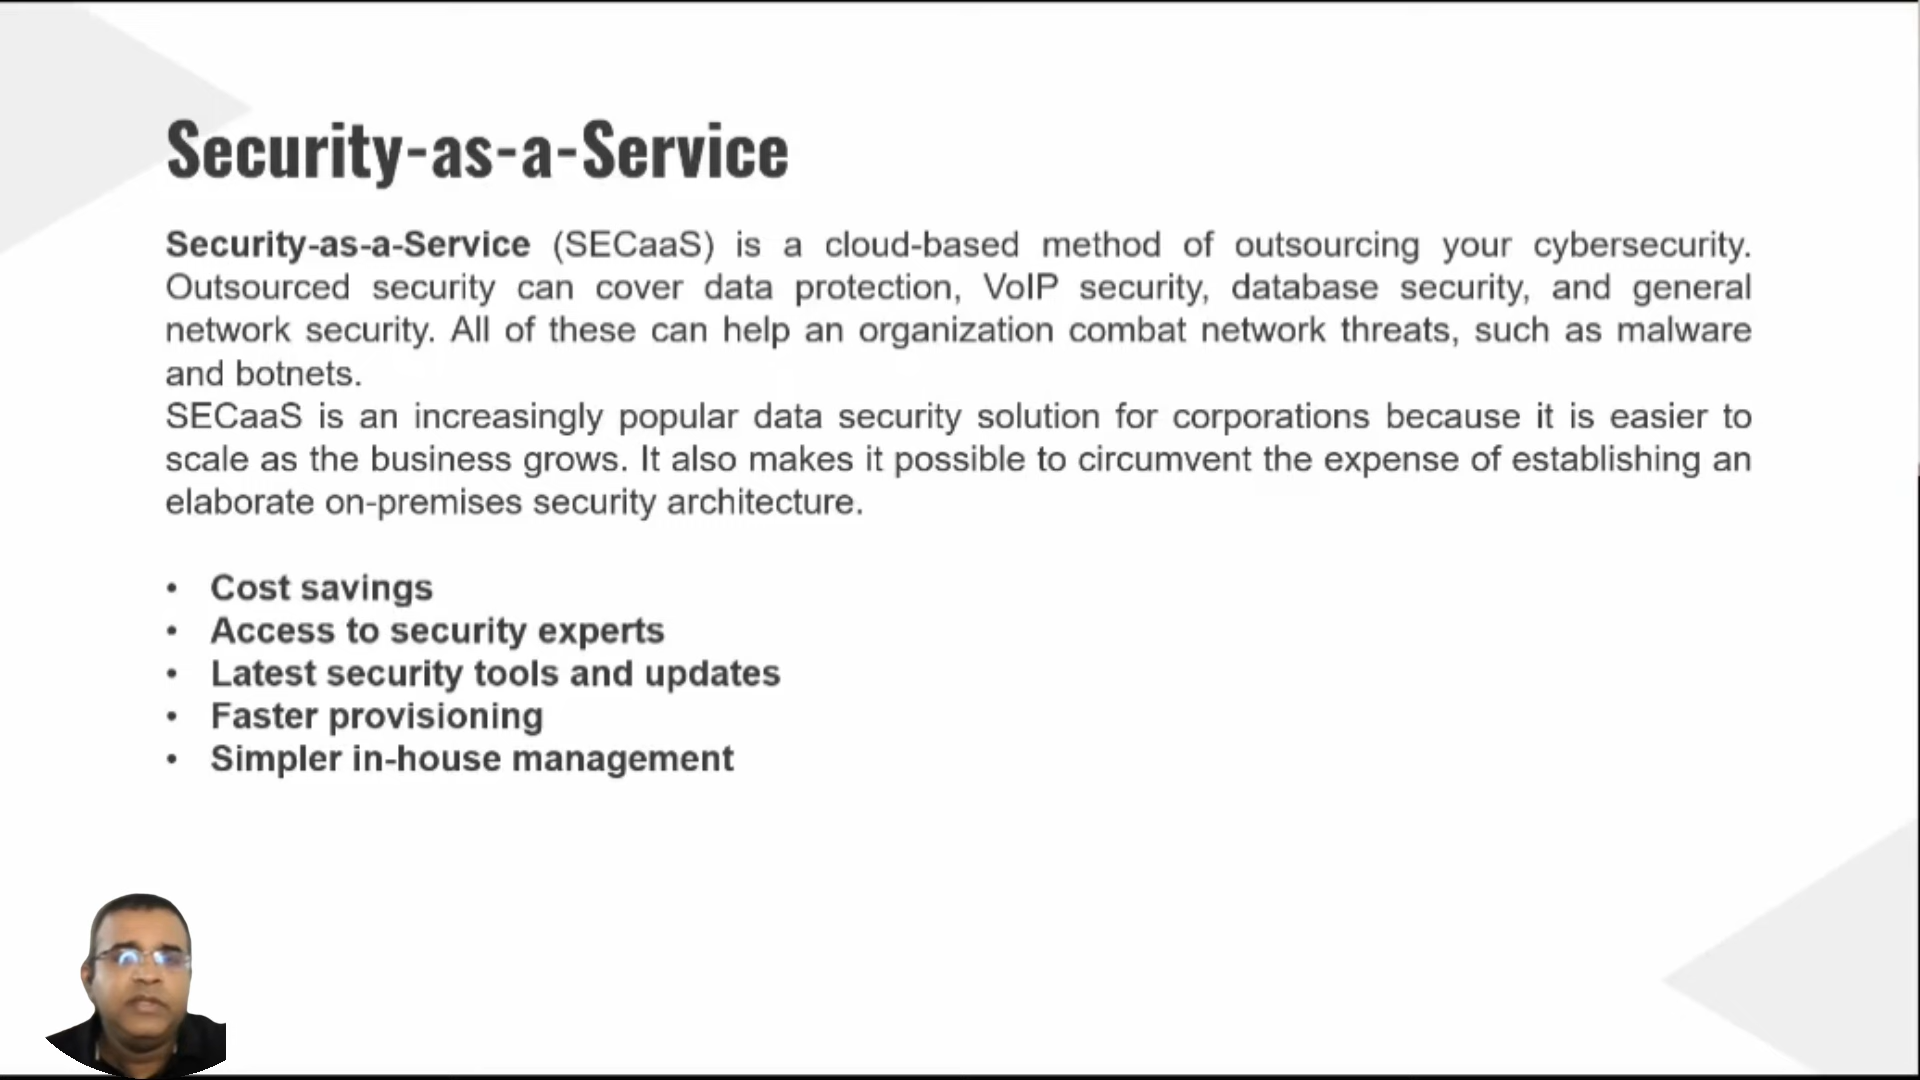 Security-as-a-Service
Security-as-a-Service (SECaaS) is a cloud-based method of outsourcing your cybersecurity.
Outsourced security can cover data protection, VoIP security, database security, and general
network security. All of these can help an organization combat network threats, such as malware
and botnets.
SECaaS is an increasingly popular data security solution for corporations because it is easier to
scale as the business grows. It also makes it possible to circumvent the expense of establishing an
elaborate on-premises security architecture.
• Cost savings
• Access to security experts
• Latest security tools and updates
• Faster provisioning
• Simpler in-house management